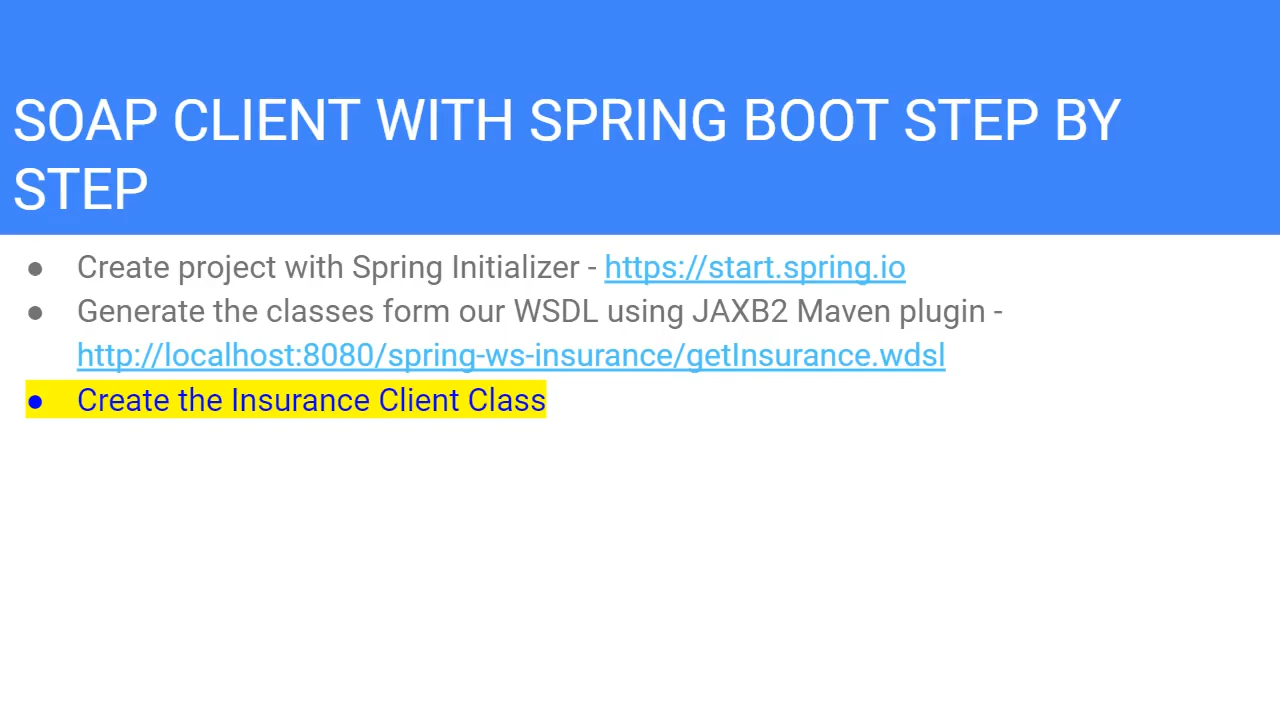 SOAP CLIENT WITH SPRING BOOT STEP BY
STEP
● Create project with Spring Initializer - https://start.spring.io
● Generate the classes form our WSDL using JAXB2 Maven plugin -
http://localhost:8080/spring-ws-insurance/getInsurance.wdsl
● Create the Insurance Client Class